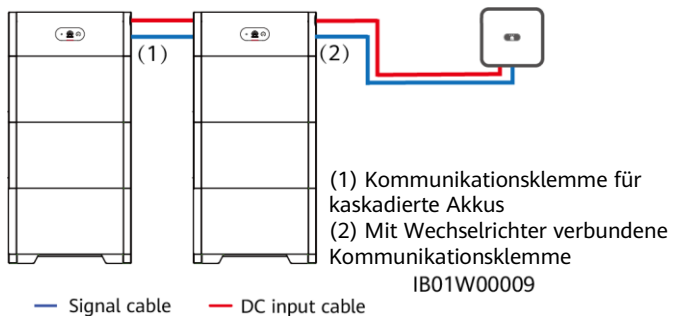 (1)
(2)
(1) Kommunikationsklemme für
kaskadierte Akkus
(2) Mit Wechselrichter verbundene
Kommunikationsklemme
IB01W00009
Signal cable
DC input cable